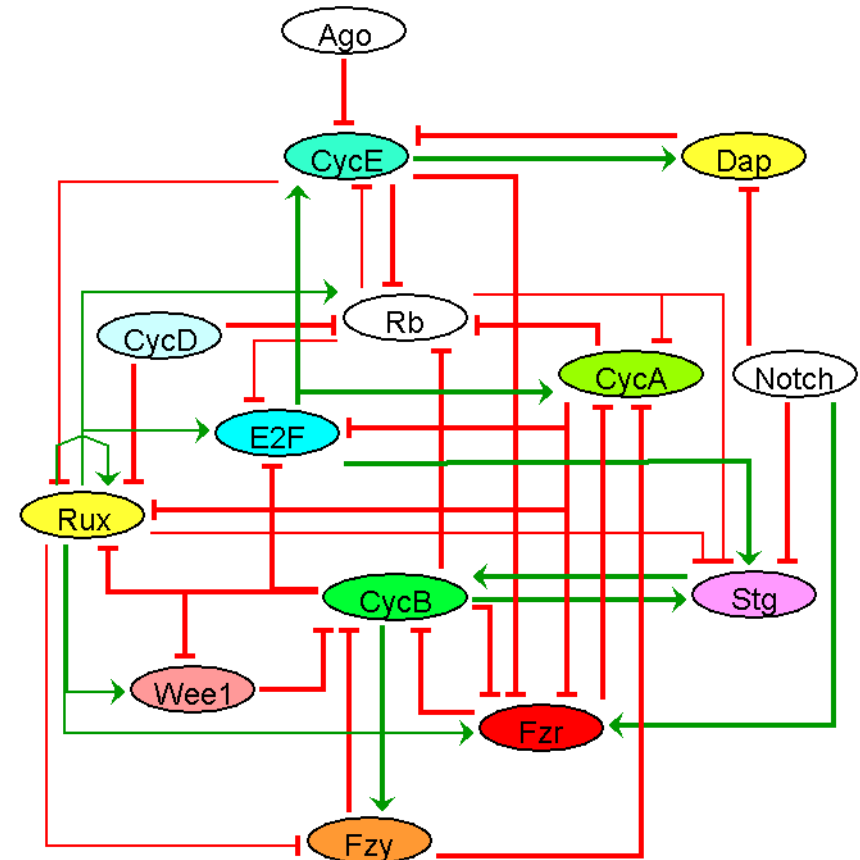 Ago
CycE
Dap
Rb
CycD
CycA
Notch
E2F
Rux
CycB
Stg
Wee1
Fzr
Fzy